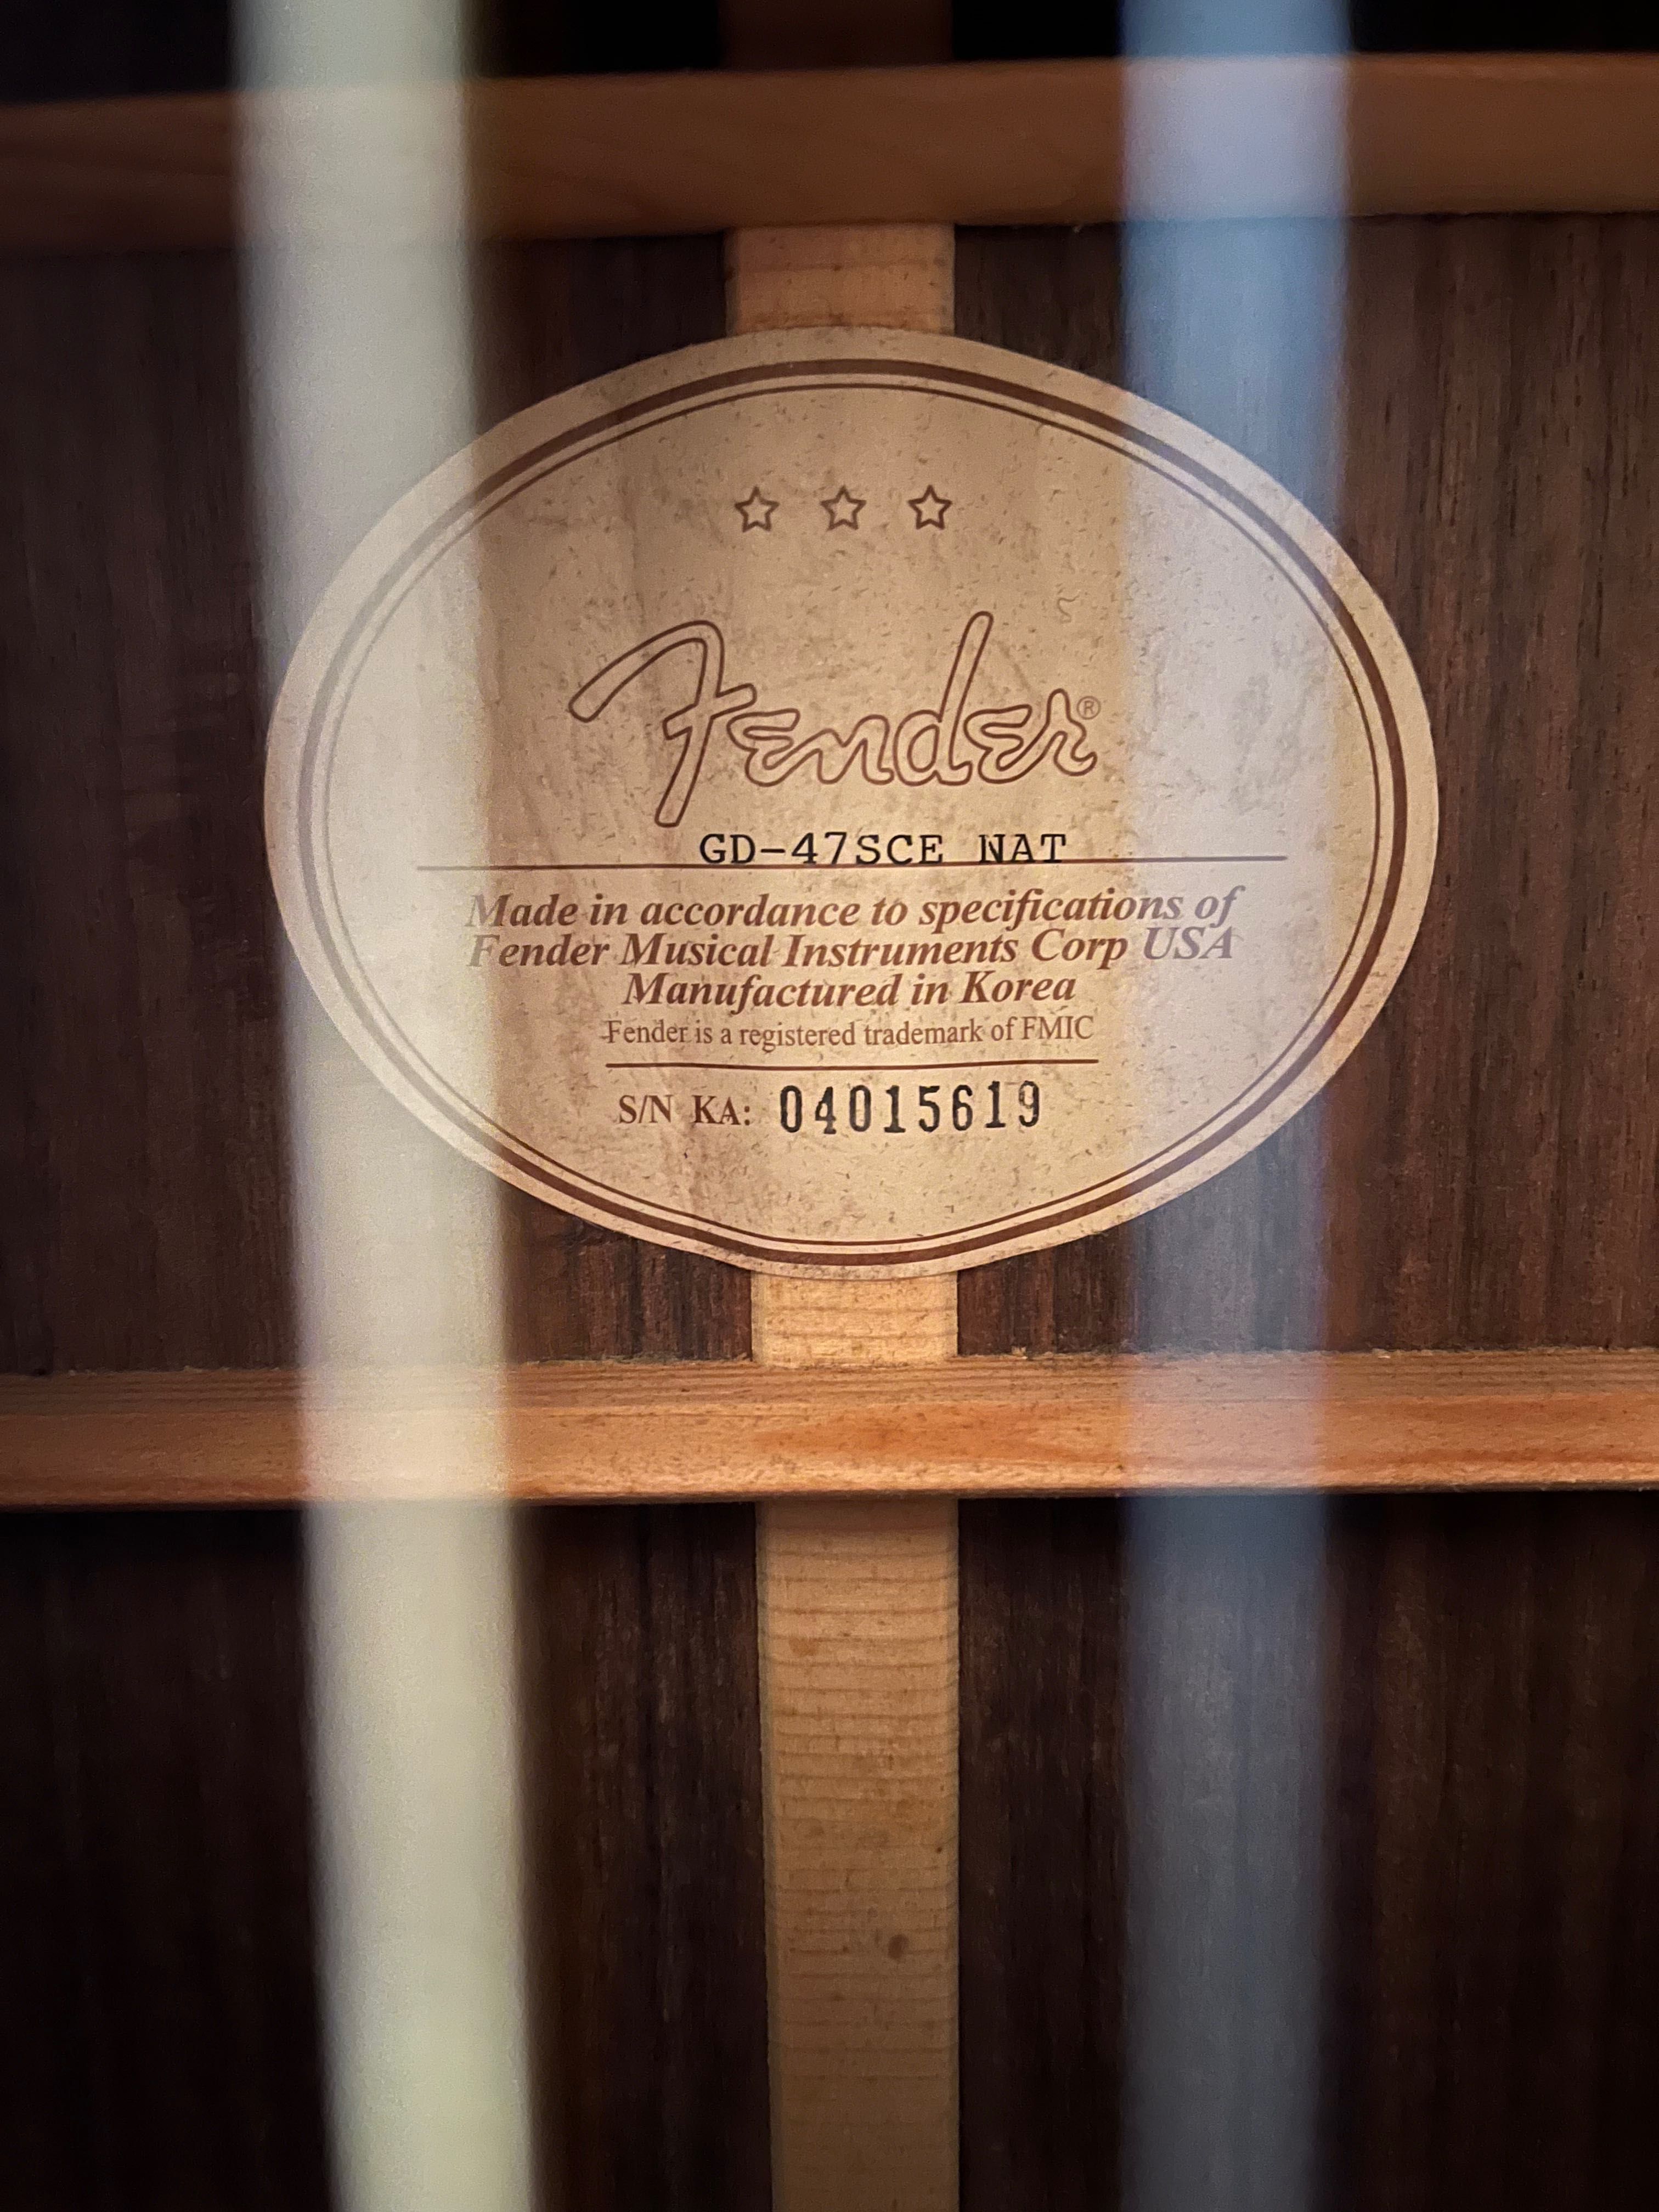 Fender®
GD-47SCE NAT
Made in accordance to specifications of
Fender Musical Instruments Corp USA
Manufactured in Korea
Fender is a registered trademark of FMIC
S/N KA: 04015619